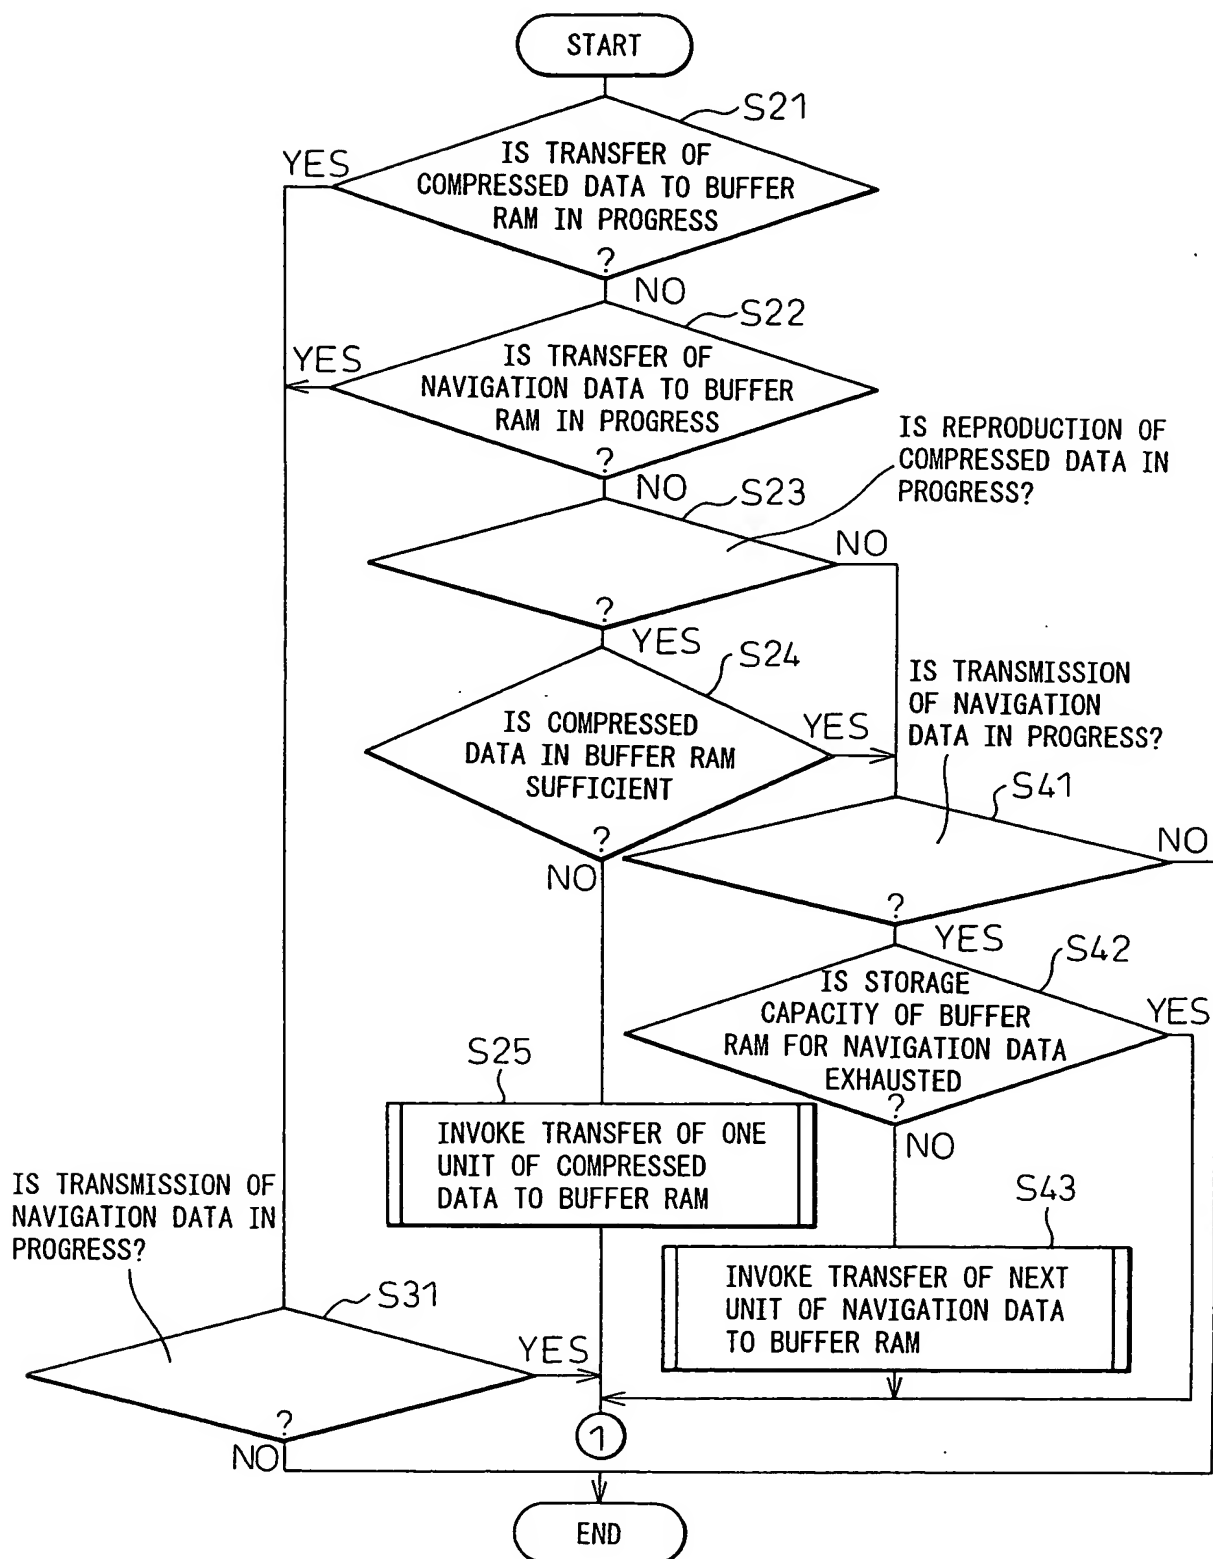 START
S21
YES
IS TRANSFER OF
COMPRESSED DATA TO BUFFER
RAM IN PROGRESS
?
NO
S22
YES
IS TRANSFER OF
NAVIGATION DATA TO BUFFER
RAM IN PROGRESS
?
NO
IS REPRODUCTION OF
COMPRESSED DATA IN
PROGRESS?
S23
NO
?
YES
S24
IS COMPRESSED
DATA IN BUFFER RAM
SUFFICIENT
YES
?
NO
IS TRANSMISSION
OF NAVIGATION
DATA IN PROGRESS?
S41
NO
?
YES
S42
IS STORAGE
CAPACITY OF BUFFER
RAM FOR NAVIGATION DATA
EXHAUSTED
YES
?
NO
S25
INVOKE TRANSFER OF ONE
UNIT OF COMPRESSED
DATA TO BUFFER RAM
S43
INVOKE TRANSFER OF NEXT
UNIT OF NAVIGATION DATA
TO BUFFER RAM
IS TRANSMISSION OF
NAVIGATION DATA IN
PROGRESS?
S31
YES
?
NO
1
END